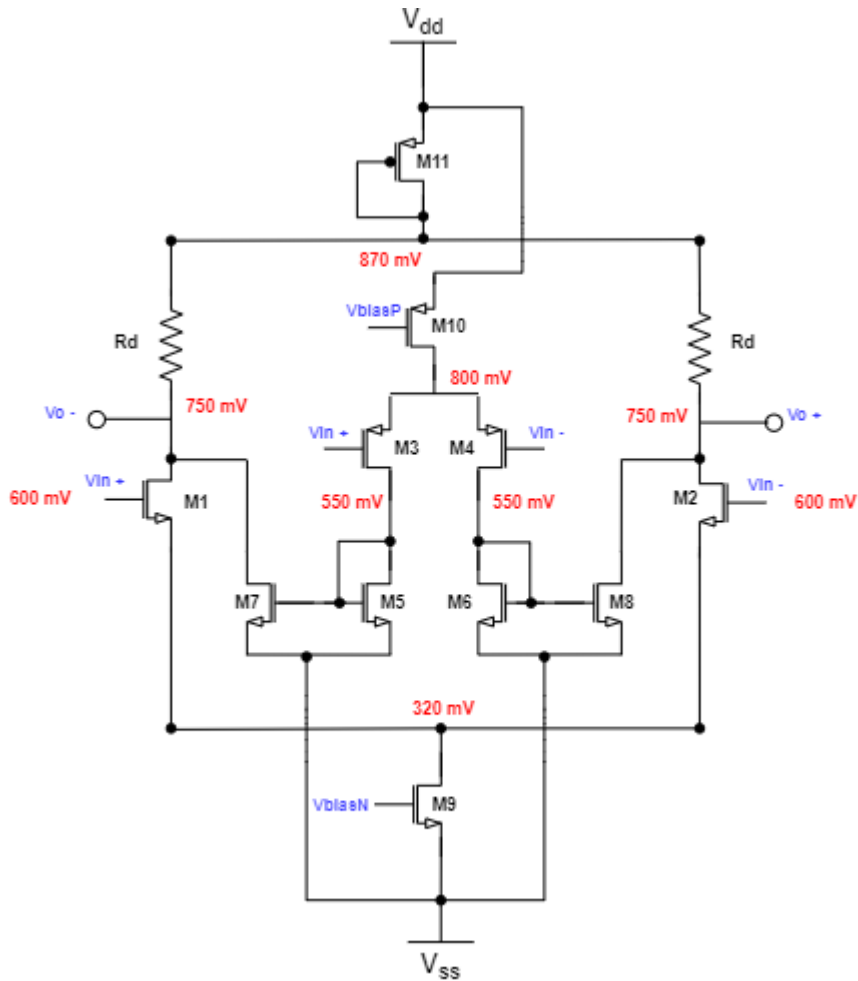 Vdd
M11
870 mV
VbiasP
M10
Rd
Rd
800 mV
750 mV
750 mV
Vo -
Vo +
Vin +
M3
M4
Vin -
Vin +
600 mV
M1
550 mV
550 mV
M2
Vin -
600 mV
M7
M5
M6
M8
320 mV
VbiasN
M9
Vss